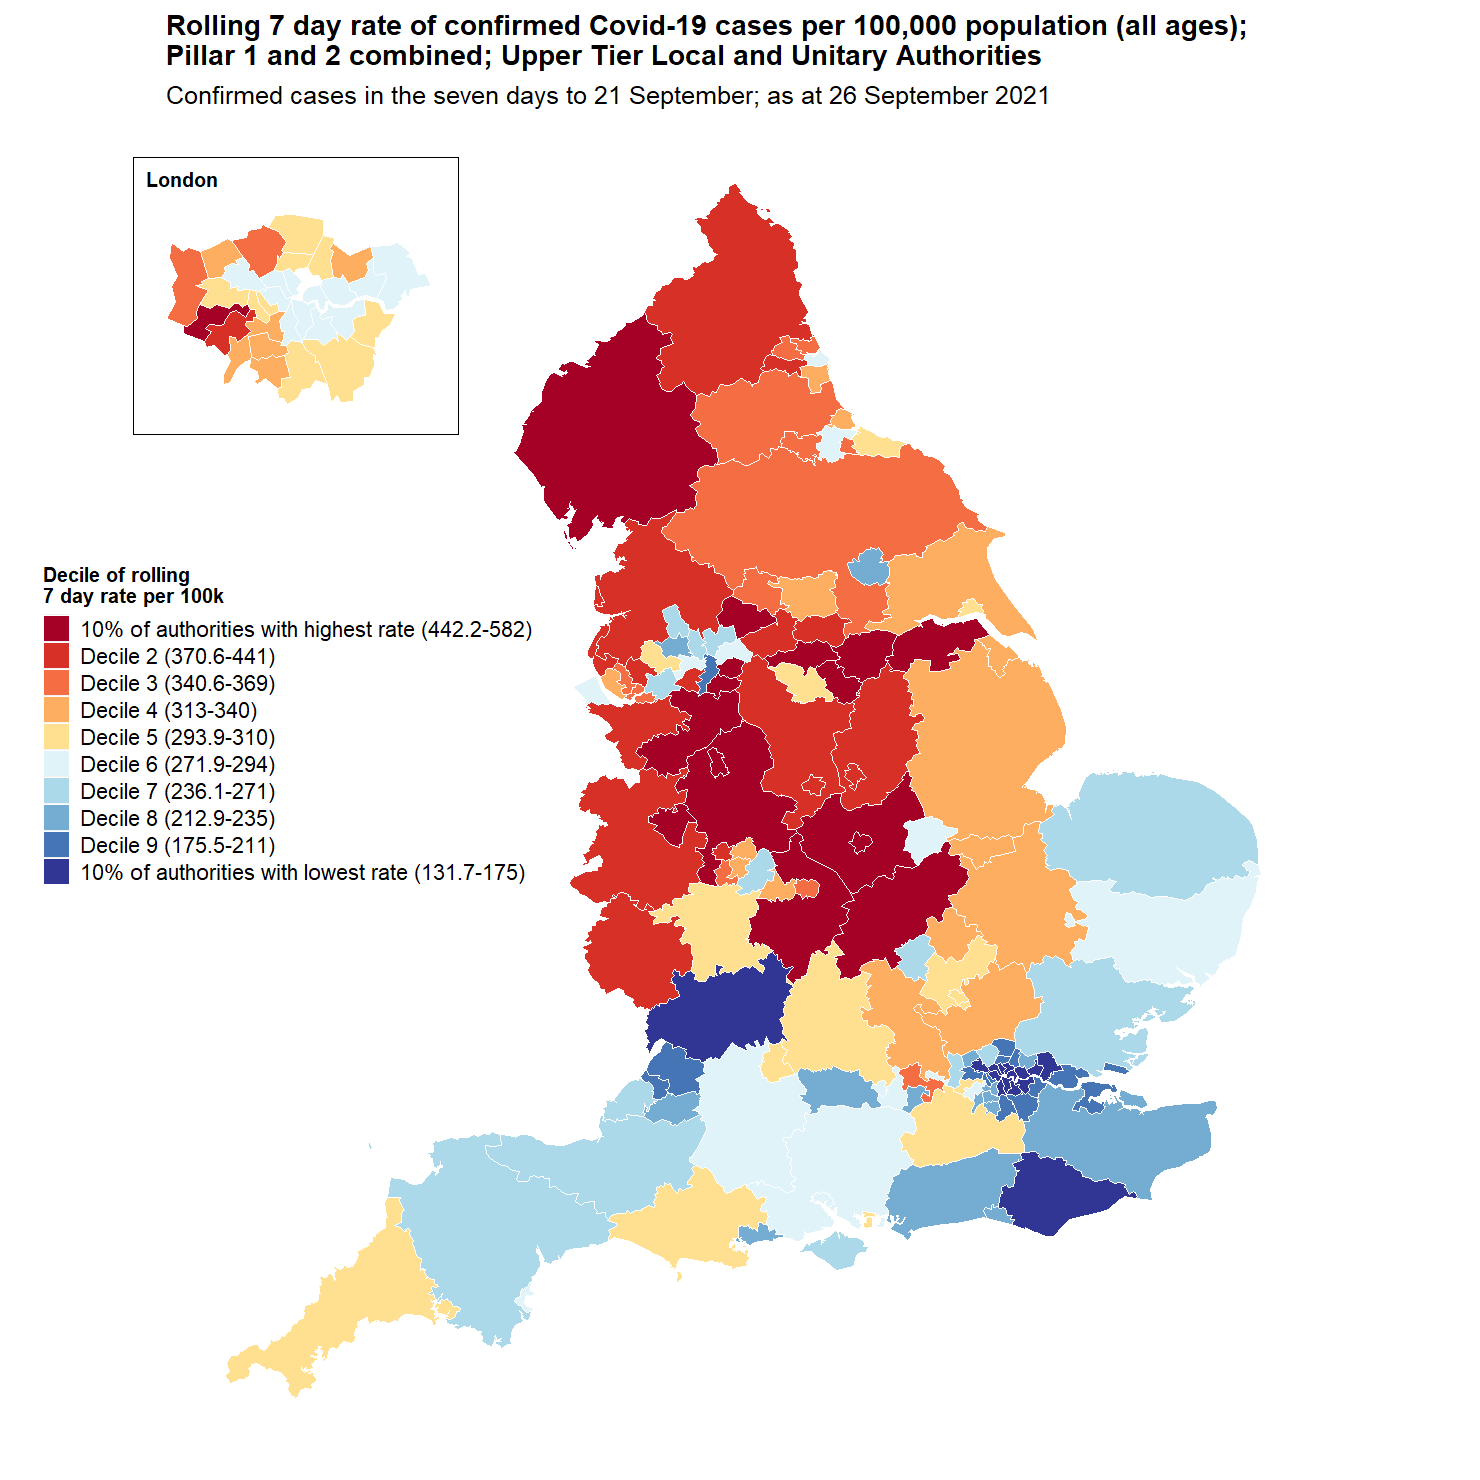 Rolling 7 day rate of confirmed Covid-19 cases per 100,000 population (all ages);
Pillar 1 and 2 combined; Upper Tier Local and Unitary Authorities
Confirmed cases in the seven days to 21 September; as at 26 September 2021
London
Decile of rolling
7 day rate per 100k
10% of authorities with highest rate (442.2-582)
Decile 2 (370.6-441)
Decile 3 (340.6-369)
Decile 4 (313-340)
Decile 5 (293.9-310)
Decile 6 (271.9-294)
Decile 7 (236.1-271)
Decile 8 (212.9-235)
Decile 9 (175.5-211)
10% of authorities with lowest rate (131.7-175)